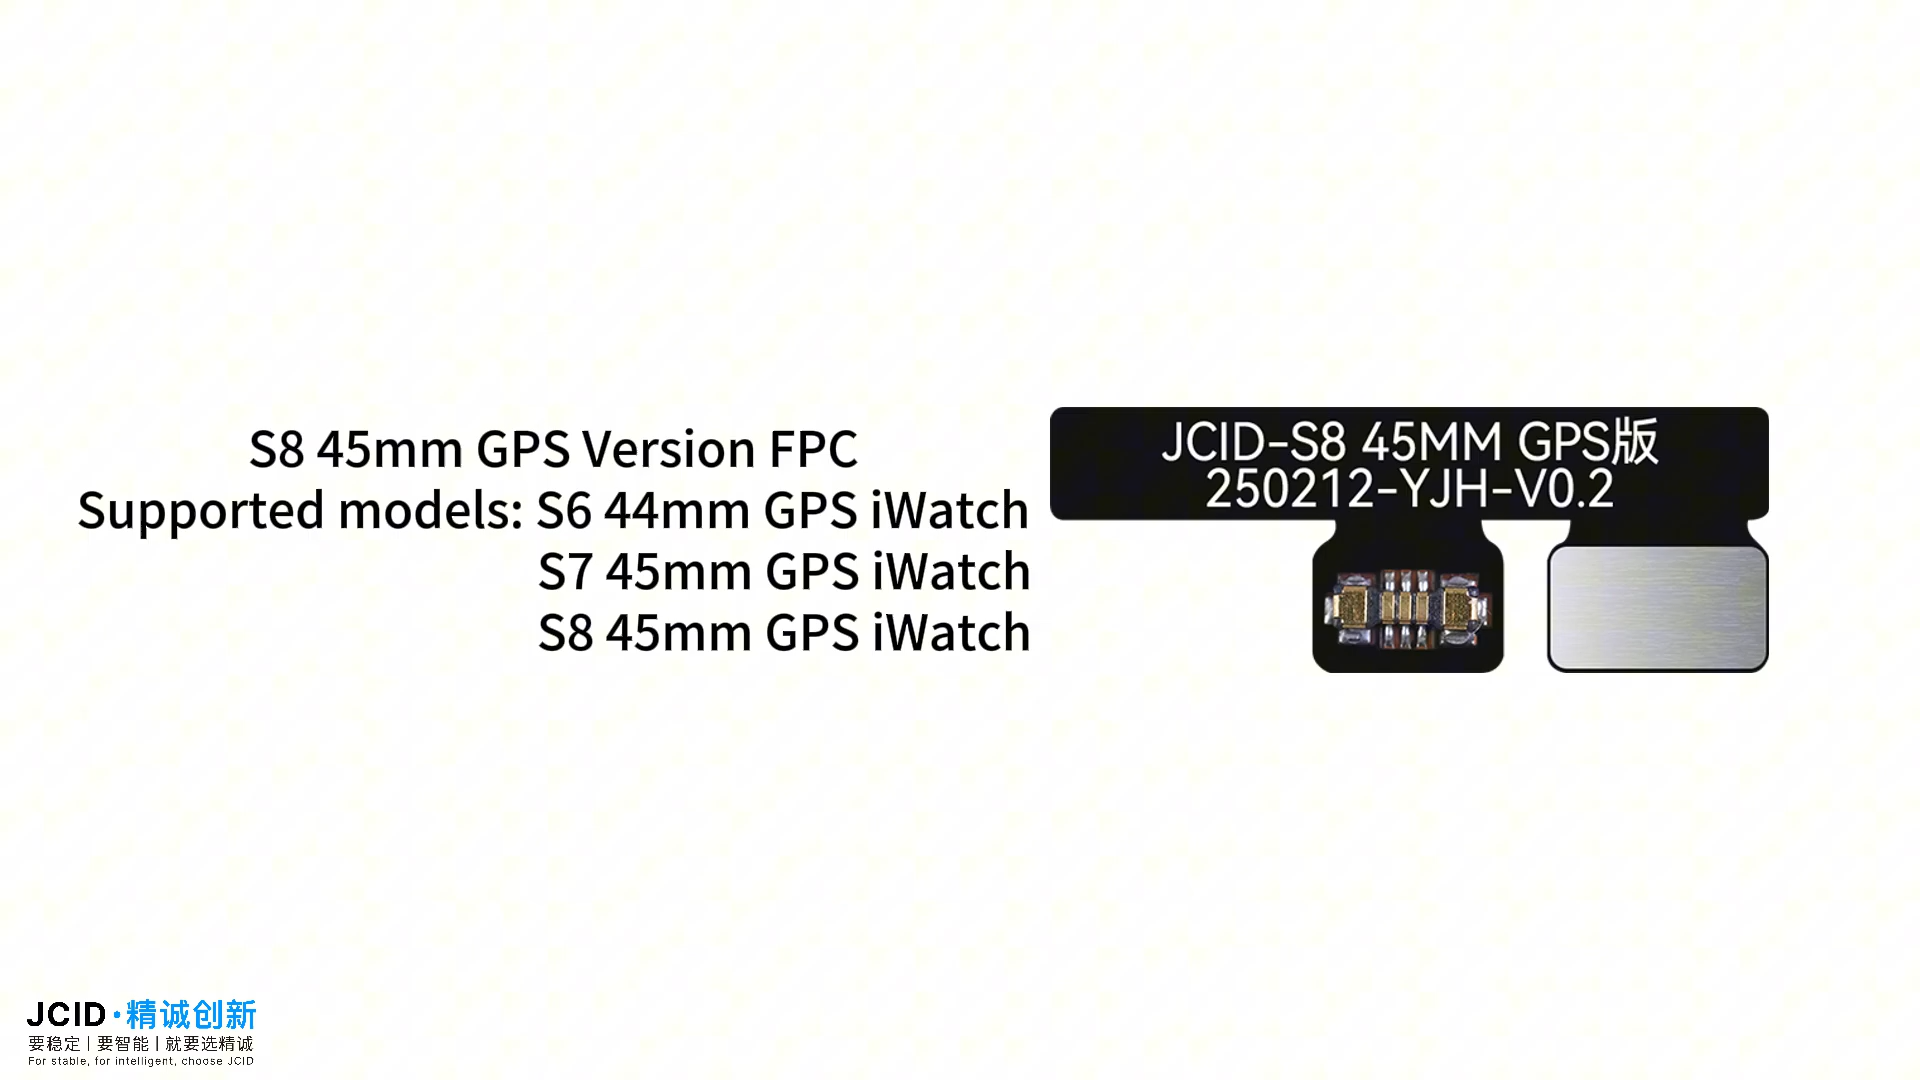 S8 45mm GPS Version FPC
Supported models: S6 44mm GPS iWatch
S7 45mm GPS iWatch
S8 45mm GPS iWatch
JCID-S8 45MM GPS版
250212-YJH-V0.2
JCID·精诚创新
要稳定丨要智能丨就要选精诚
For stable, for intelligent, choose JCID